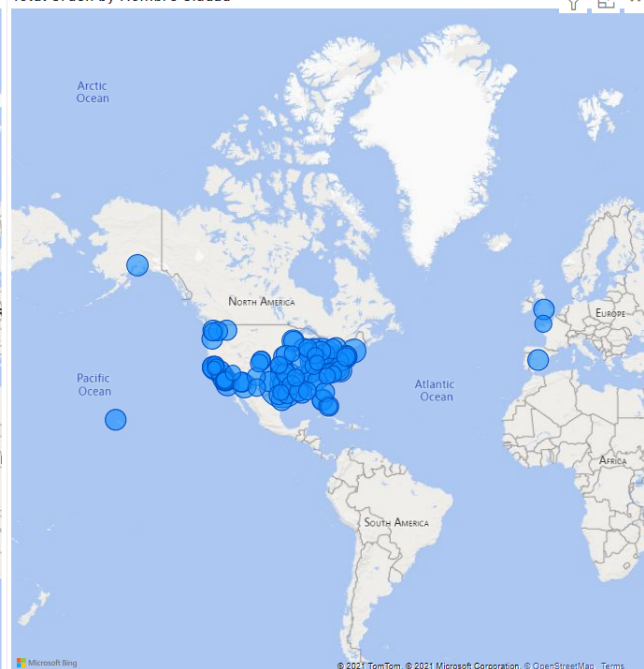 Arctic
Ocean
NORTH AMERICA
EUROPE
Pacific
Ocean
Atlantic
Ocean
AFRICA
SOUTH AMERICA
Microsoft Bing
© 2021 TomTom, © 2021 Microsoft Corporation, © OpenStreetMap Terms